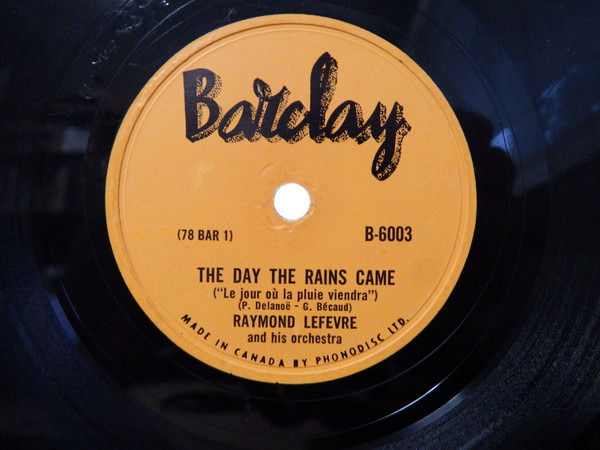 Barclay
(78 BAR 1) B-6003
THE DAY THE RAINS CAME
("Le jour où la pluie viendra")
(P. Delanoë - G. Bécaud)
RAYMOND LEFEVRE
and his orchestra
MADE IN CANADA BY PHONODISC LTD.